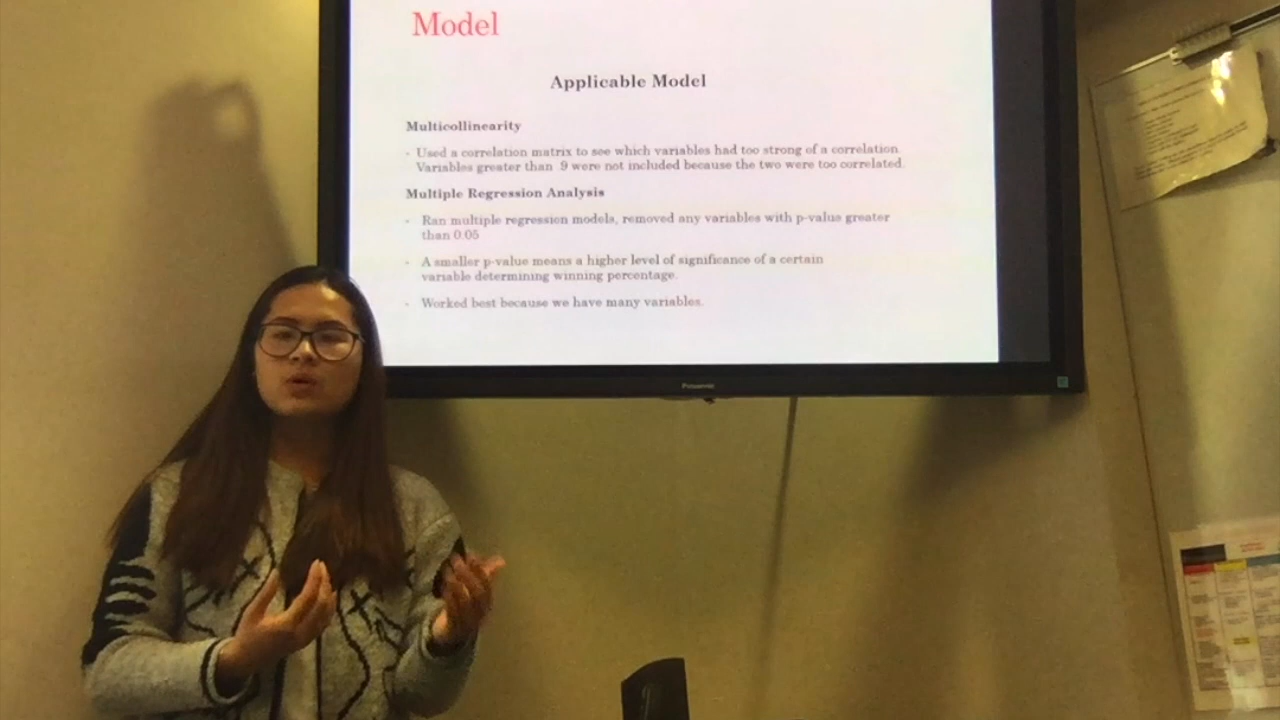 Model
Applicable Model
Multicollinearity
- Used a correlation matrix to see which variables had too strong of a correlation.
Variables greater than .9 were not included because the two were too correlated.
Multiple Regression Analysis
- Ran multiple regression models, removed any variables with p-value greater
than 0.05
- A smaller p-value means a higher level of significance of a certain
variable determining winning percentage.
- Worked best because we have many variables.
Panasonic